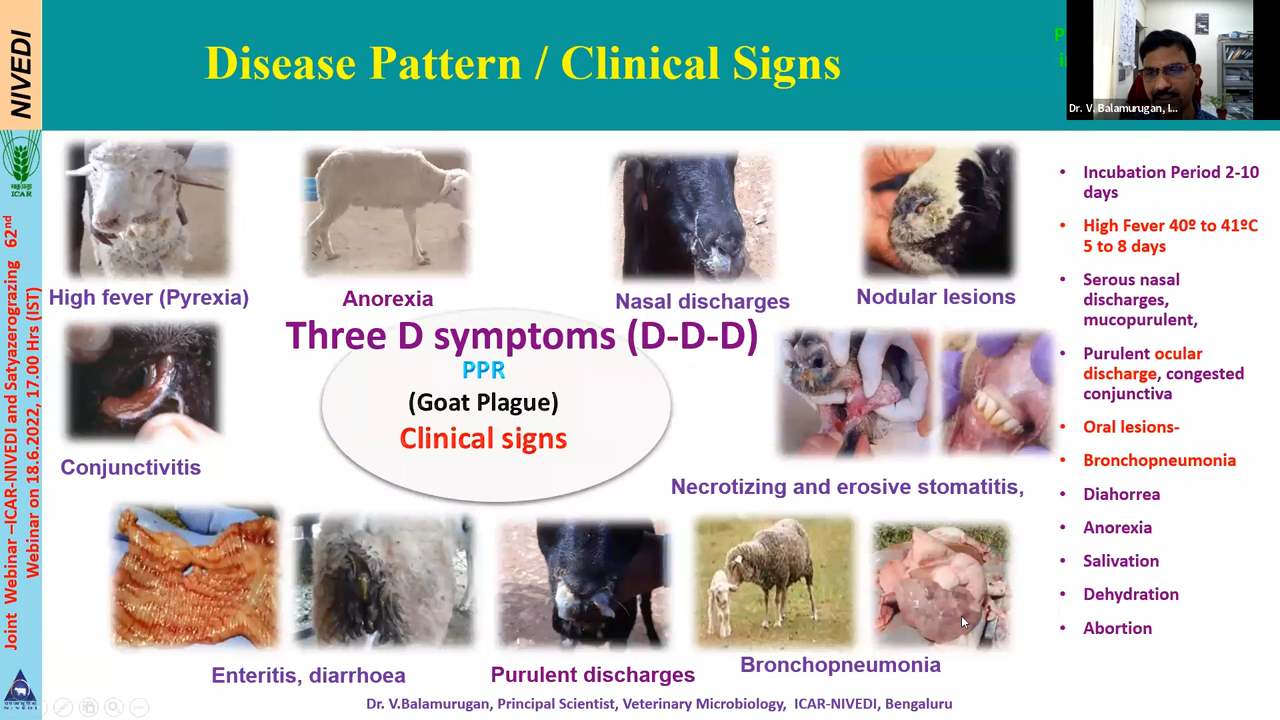 Disease Pattern / Clinical Signs
Dr. V. Balamurugan, I...
NIVEDI
ICAR
Joint Webinar –ICAR-NIVEDI and Satyazerograzing 62nd
Webinar on 18.6.2022, 17.00 Hrs (IST)
High fever (Pyrexia)
Anorexia
Nasal discharges
Nodular lesions
Three D symptoms (D-D-D)
PPR
(Goat Plague)
Clinical signs
Conjunctivitis
Necrotizing and erosive stomatitis,
Enteritis, diarrhoea
Purulent discharges
Bronchopneumonia
• Incubation Period 2-10
days
• High Fever 40º to 41ºC
5 to 8 days
• Serous nasal
discharges,
mucopurulent,
• Purulent ocular
discharge, congested
conjunctiva
• Oral lesions-
• Bronchopneumonia
• Diahorrea
• Anorexia
• Salivation
• Dehydration
• Abortion
Dr. V.Balamurugan, Principal Scientist, Veterinary Microbiology, ICAR-NIVEDI, Bengaluru